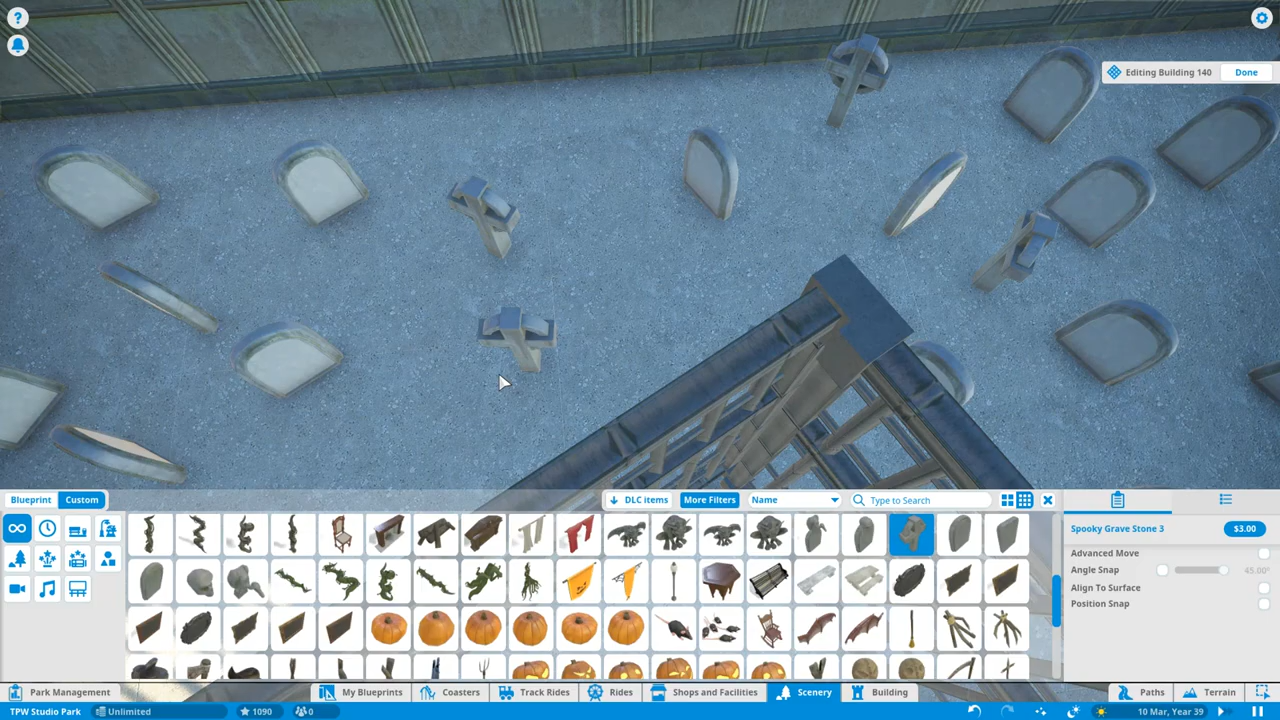 ?
Editing Building 140 Done
Blueprint Custom
DLC items More Filters Name Type to Search
Spooky Grave Stone 3 $3.00
Advanced Move
Angle Snap 45.00°
Align To Surface
Position Snap
Park Management My Blueprints Coasters Track Rides Rides Shops and Facilities Scenery Building Paths Terrain
TPW Studio Park Unlimited 1090 0 10 Mar, Year 39